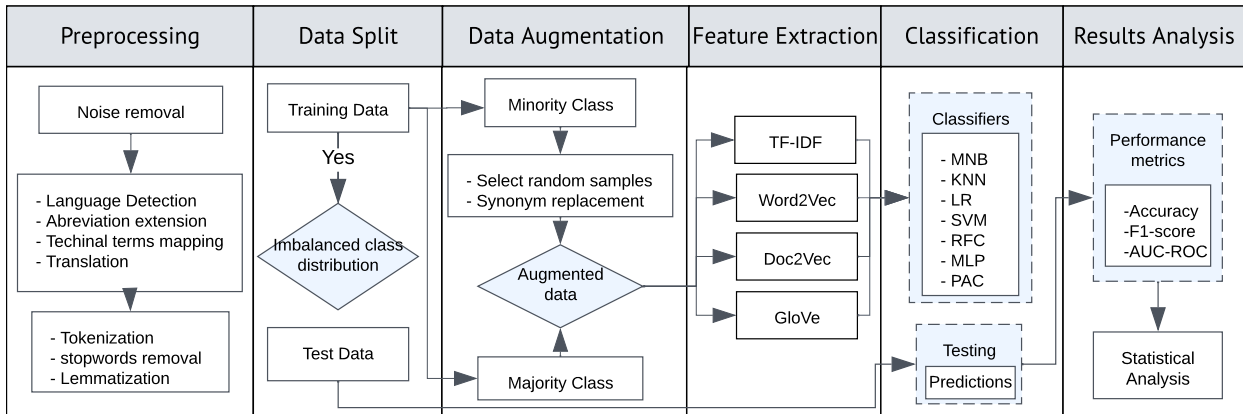 Preprocessing
Data Split
Data Augmentation
Feature Extraction
Classification
Results Analysis
Noise removal
- Language Detection
- Abreviation extension
- Techinal terms mapping
- Translation
- Tokenization
- stopwords removal
- Lemmatization
Training Data
Yes
Imbalanced class
distribution
Test Data
Minority Class
- Select random samples
- Synonym replacement
Augmented
data
Majority Class
TF-IDF
Word2Vec
Doc2Vec
GloVe
Classifiers
- MNB
- KNN
- LR
- SVM
- RFC
- MLP
- PAC
Testing
Predictions
Performance
metrics
-Accuracy
-F1-score
-AUC-ROC
Statistical
Analysis